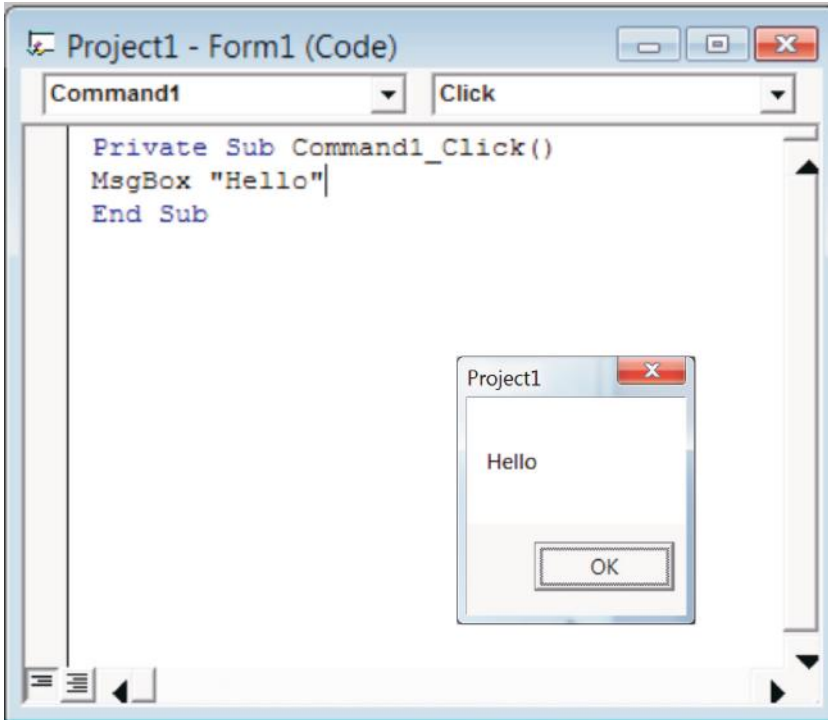 Project1 - Form1 (Code)
Command1 Click
Private Sub Command1_Click()
MsgBox "Hello"
End Sub
Project1
Hello
OK